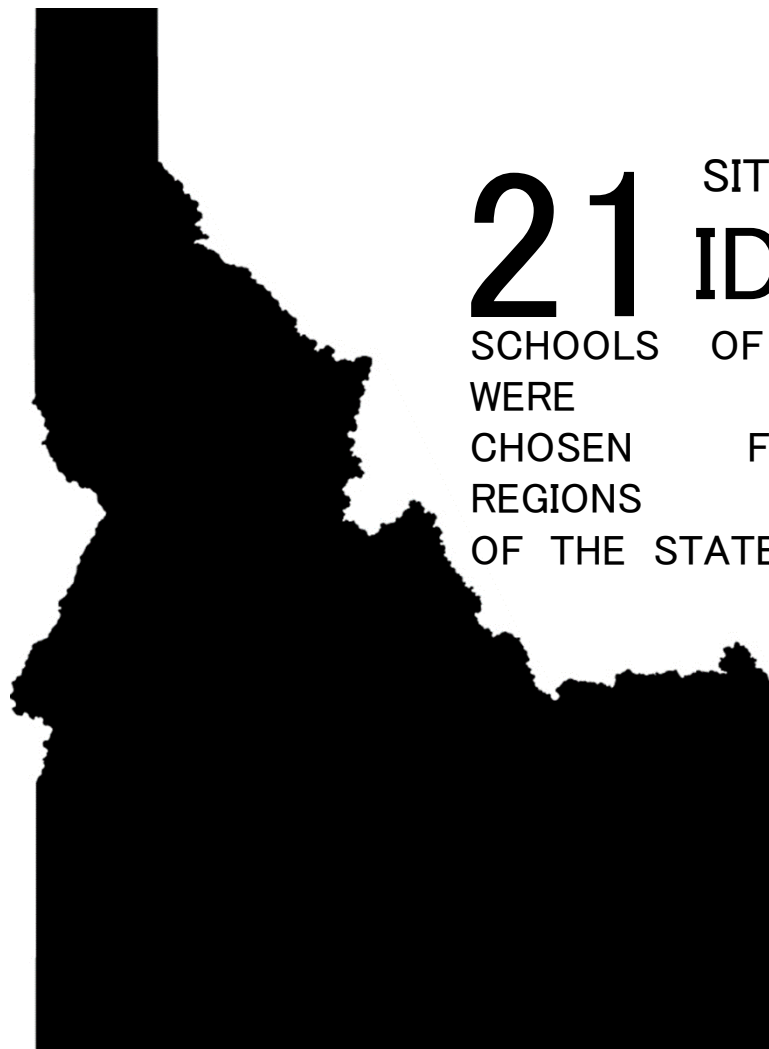 21 SIT
ID
SCHOOLS OF
WERE
CHOSEN F
REGIONS
OF THE STATE